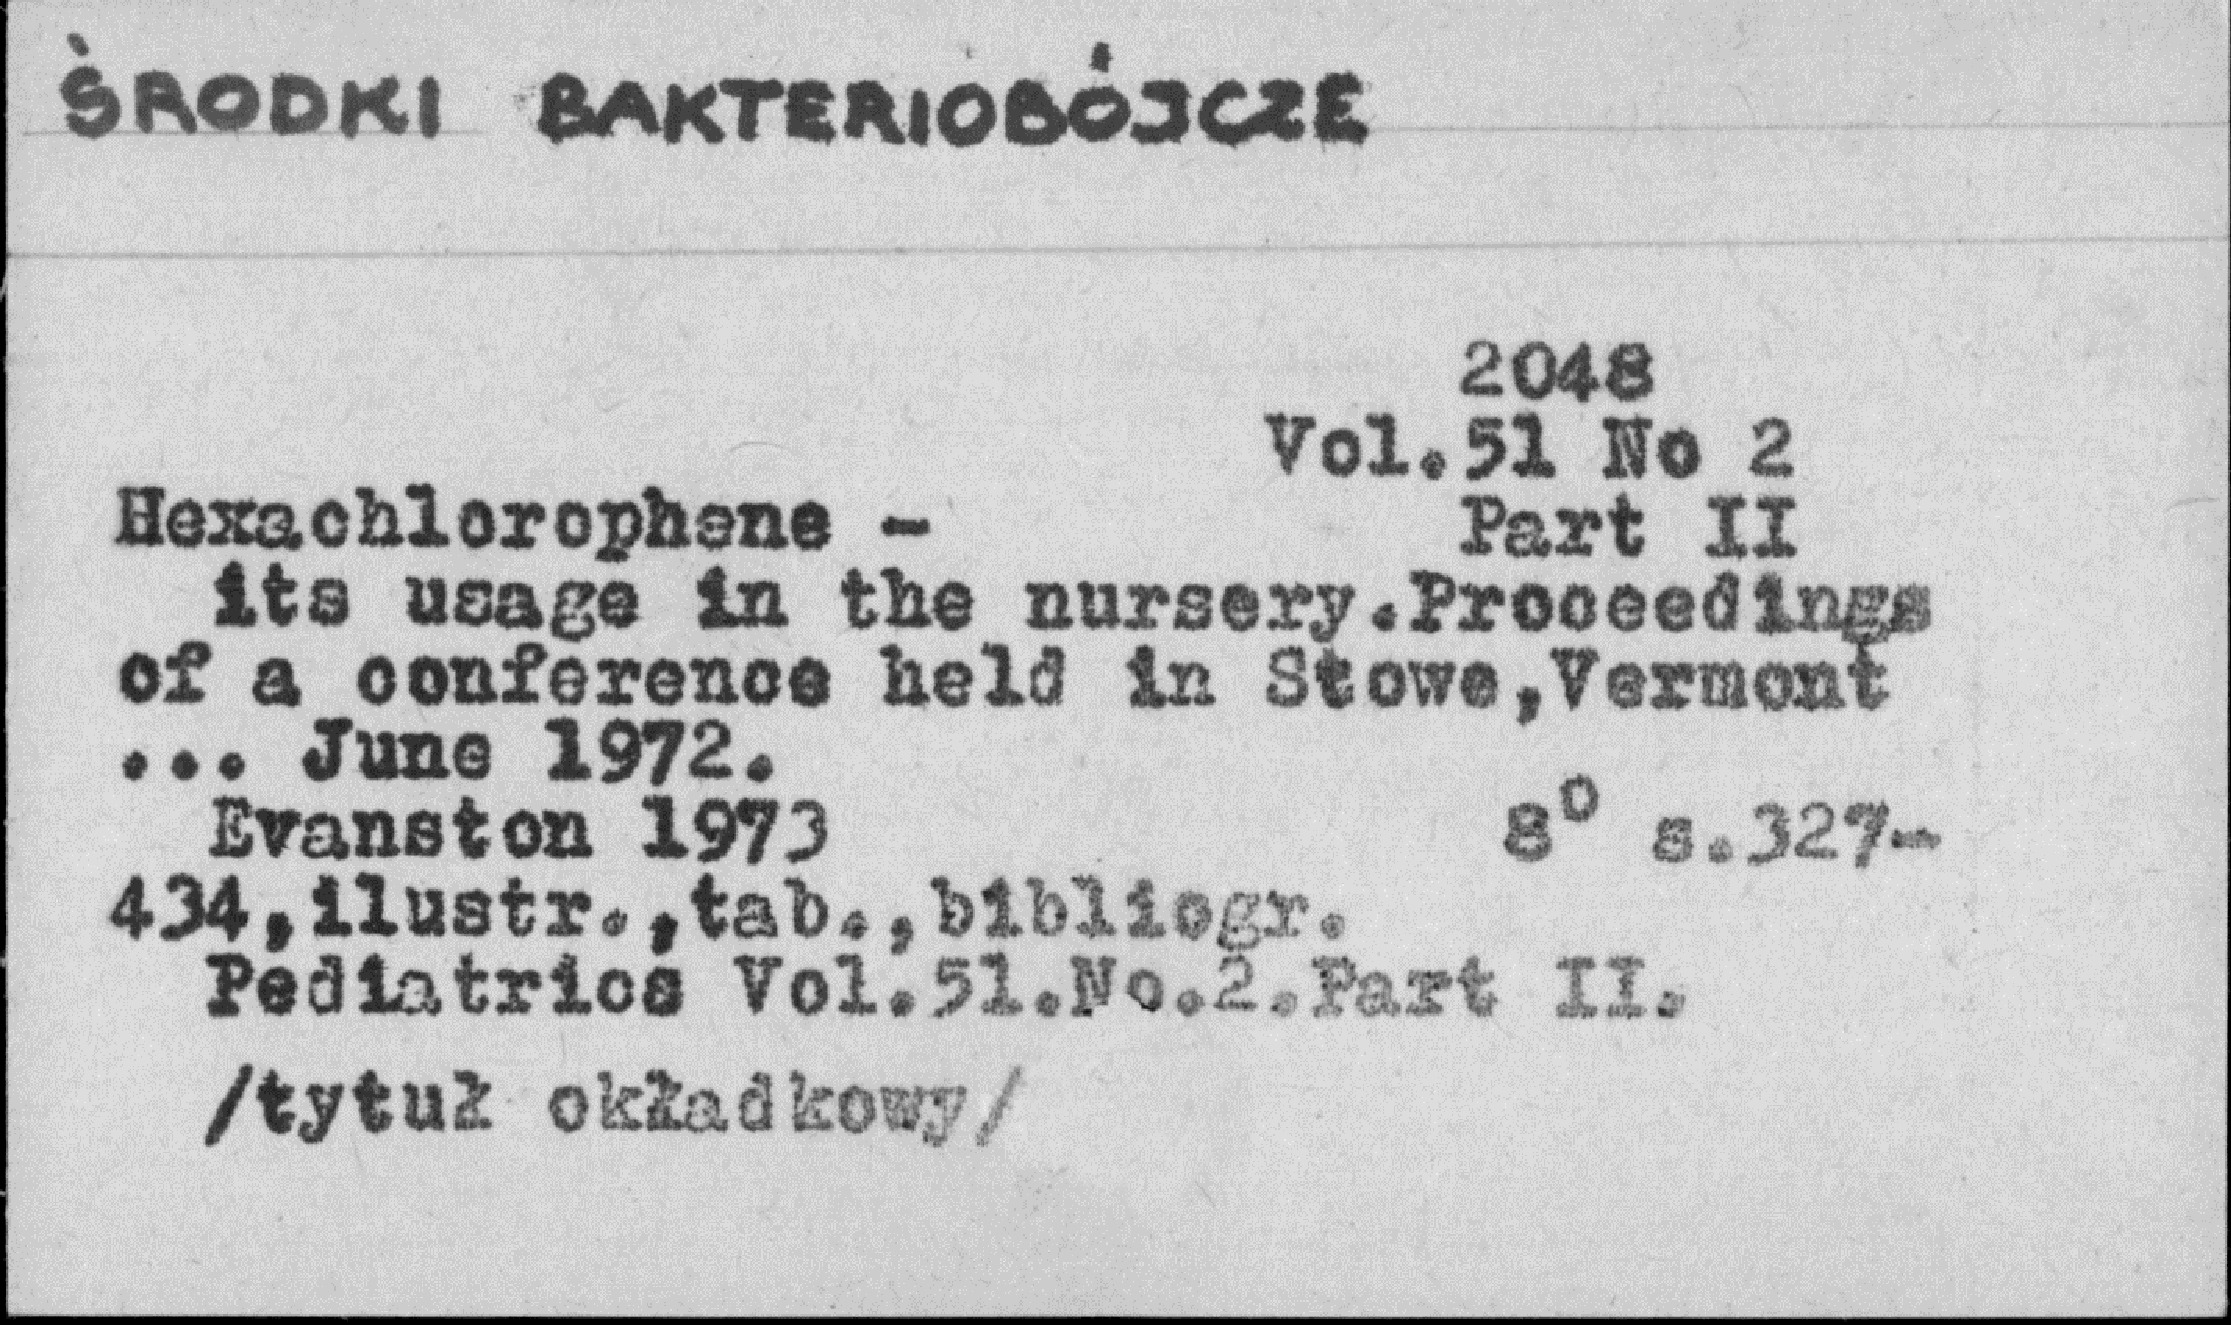 ŚRODKI BAKTERIOBÓJCZE
2048
Vol.51 No 2
Hexachlorophene - Part II
its usage in the nursery.Proceedings
of a conference held in Stowe,Vermont
... June 1972.
Evanston 1973 8° s.327-
434,ilustr.,tab.,bibliogr.
Pediatrics Vol.51.No.2.Part II.
/tytuł okładkowy/